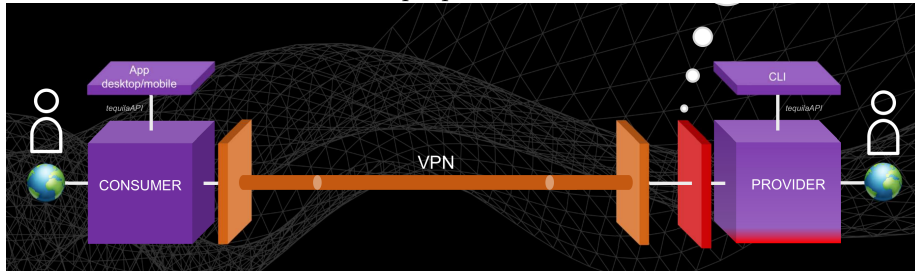 App
desktop/mobile
tequilaAPI
CONSUMER
VPN
CLI
tequilaAPI
PROVIDER